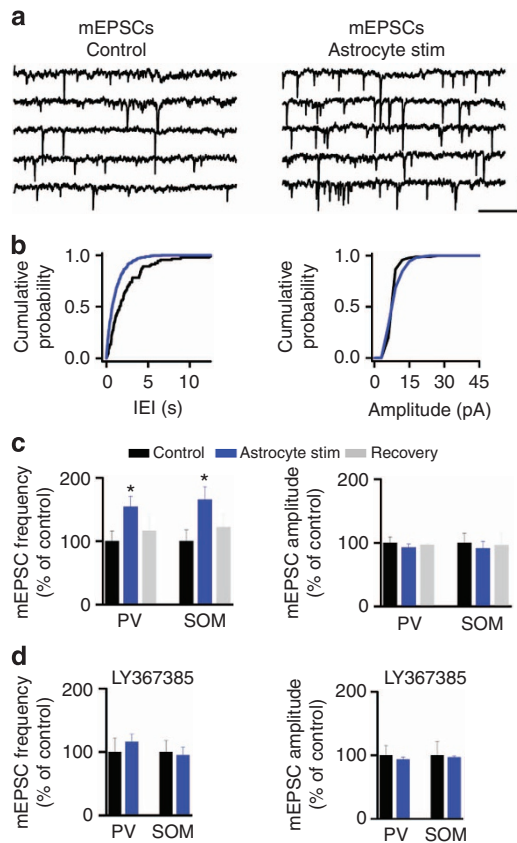 a
mEPSCs
Control
mEPSCs
Astrocyte stim
b
Cumulative
probability
1.0
0.5
0.0
0 5 10
IEI (s)
Cumulative
probability
1.0
0.5
0.0
0 15 30 45
Amplitude (pA)
c
Control Astrocyte stim Recovery
mEPSC frequency
(% of control)
200
100
0
* *
PV SOM
mEPSC amplitude
(% of control)
200
100
0
PV SOM
d
LY367385
mEPSC frequency
(% of control)
200
100
0
PV SOM
LY367385
mEPSC amplitude
(% of control)
200
100
0
PV SOM